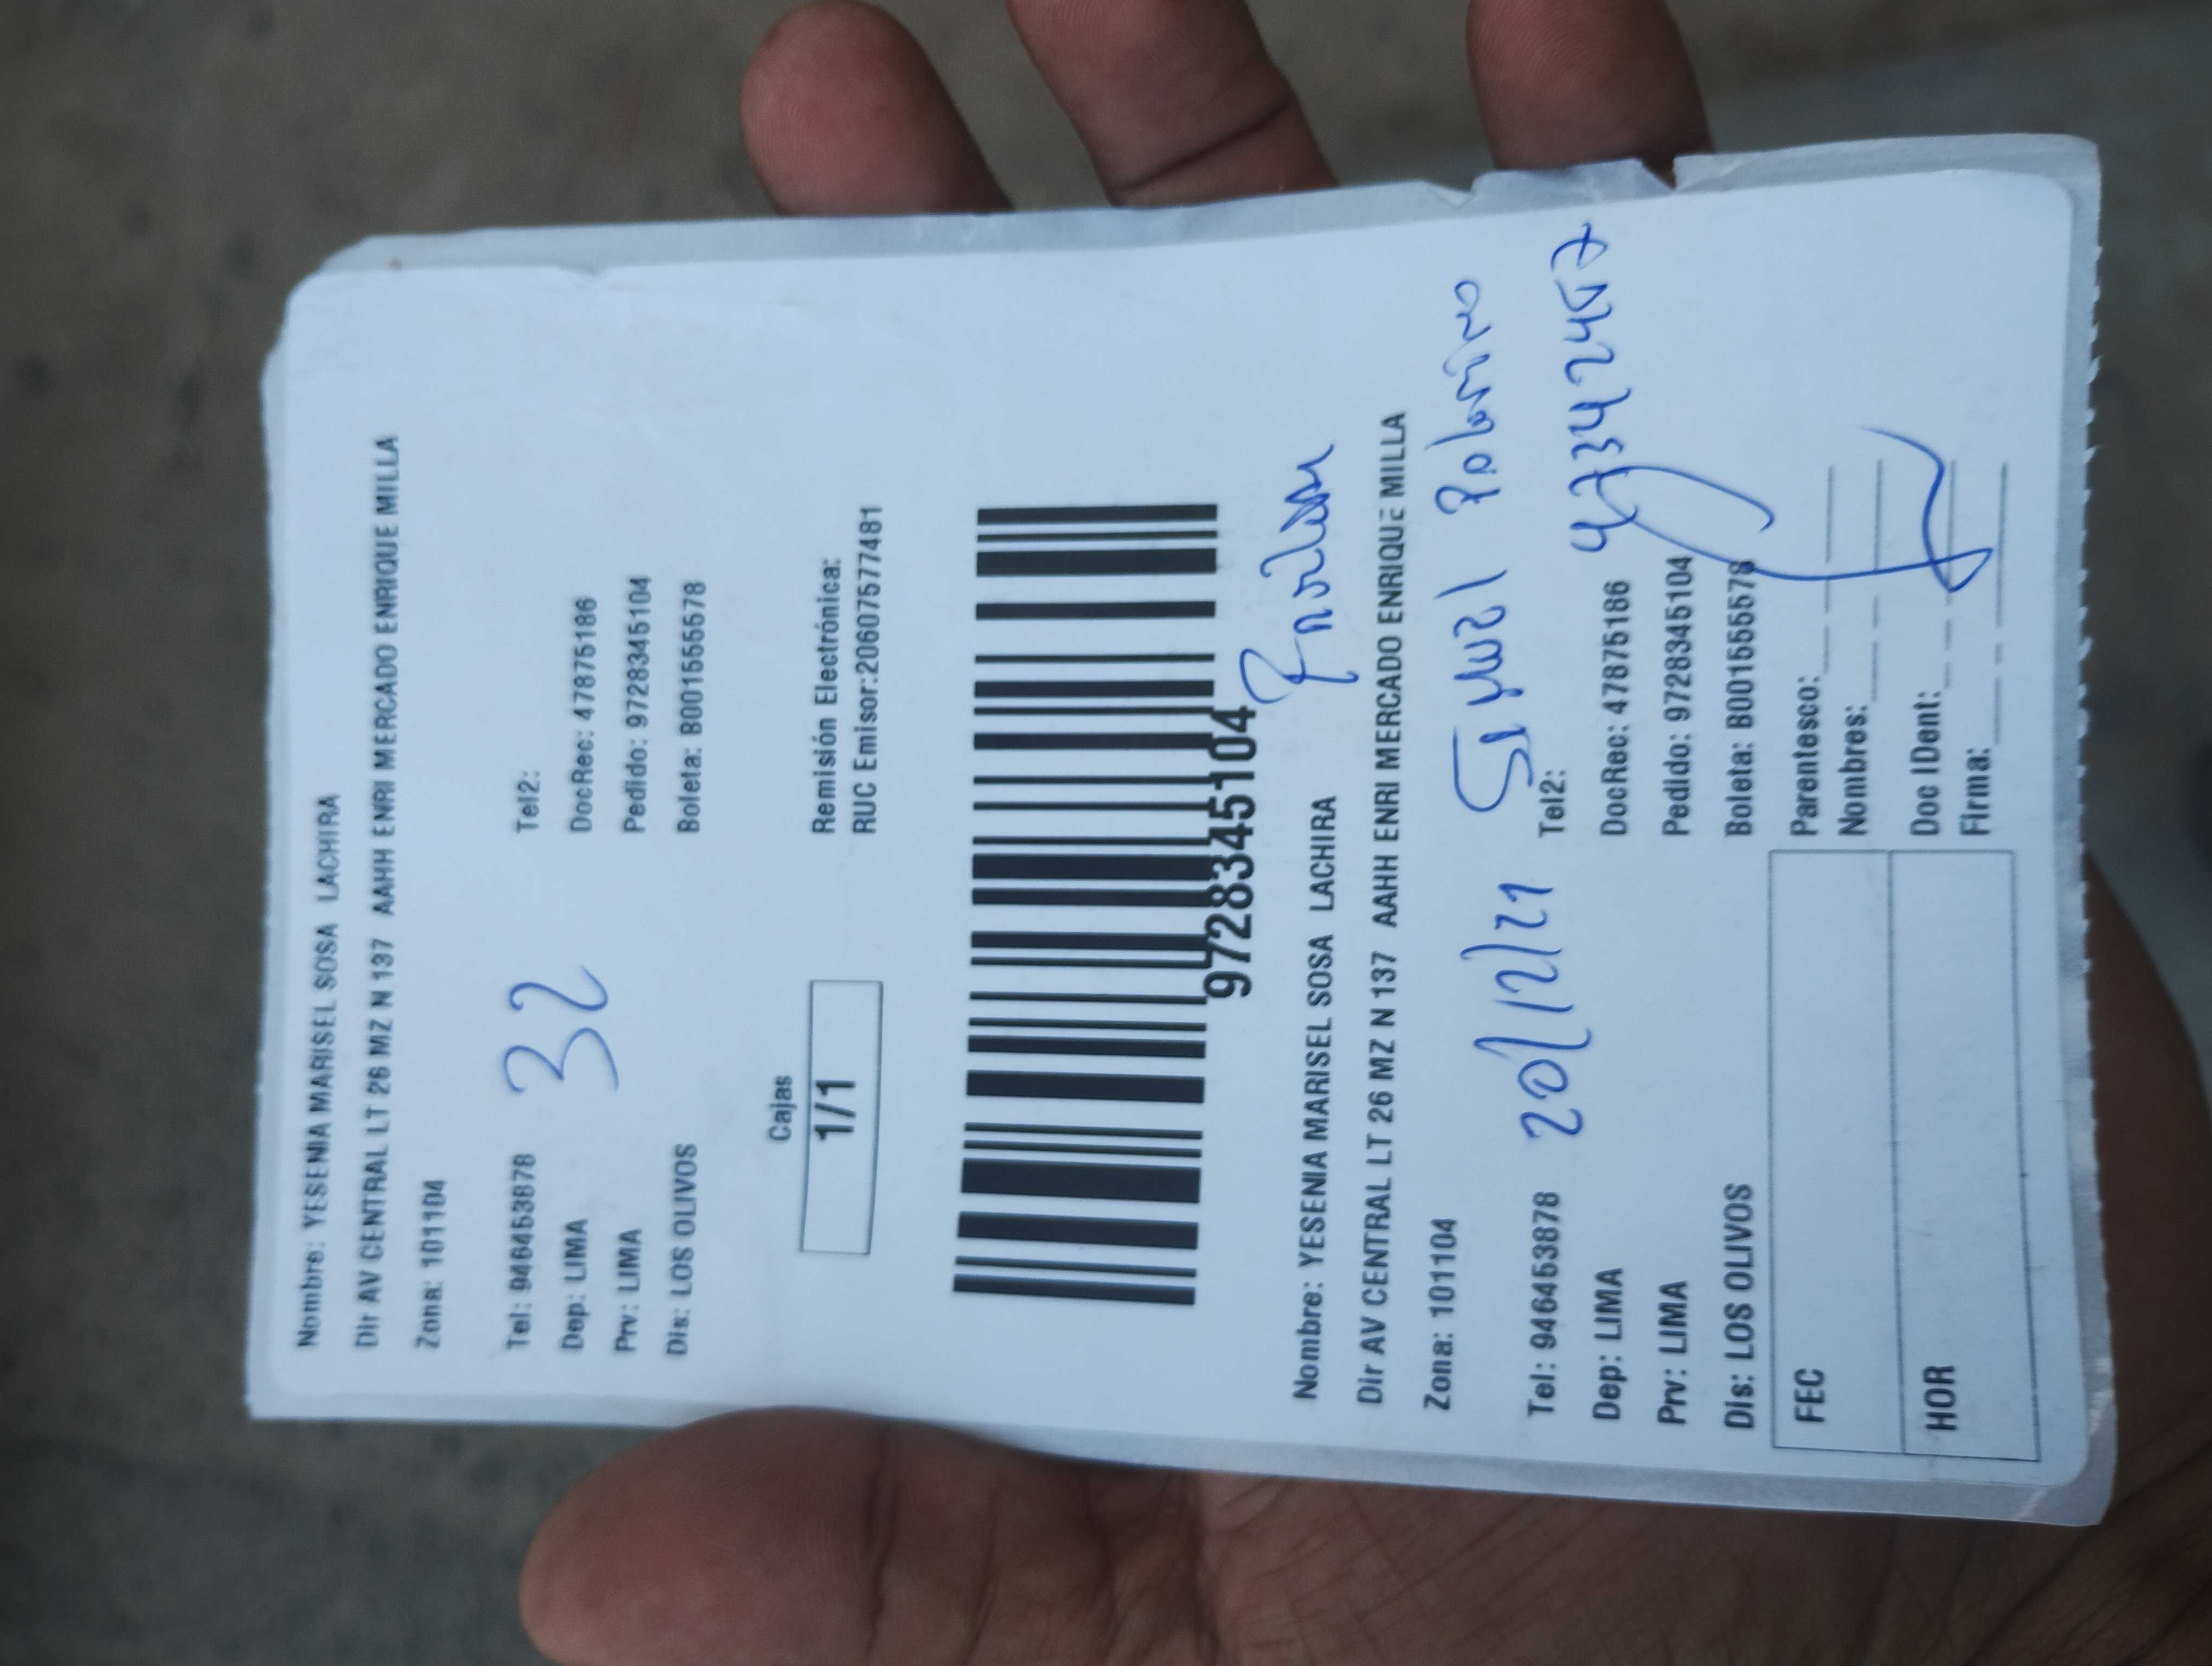 Nombre: YESENIA MARISEL SOSA LACHIRA
Dir AV CENTRAL LT 26 MZ N 137 AAHH ENRI MERCADO ENRIQUE MILLA
Zona: 101104
32
Tel: 946453878 Tel2:
Dep: LIMA DocRec: 47875186
Prv: LIMA Pedido: 9728345104
Dis: LOS OLIVOS Boleta: B001555578
Cajas
1/1
Remisión Electrónica:
RUC Emisor:20607577481
9728345104
Nombre: YESENIA MARISEL SOSA LACHIRA
Dir AV CENTRAL LT 26 MZ N 137 AAHH ENRI MERCADO ENRIQUE MILLA
Zona: 101104
20/12/21
Tel: 946453878 Tel2:
Dep: LIMA DocRec: 47875186
Prv: LIMA Pedido: 9728345104
Dis: LOS OLIVOS Boleta: B001555578
FEC
HOR
Parentesco:
Nombres:
Doc IDent:
Firma: